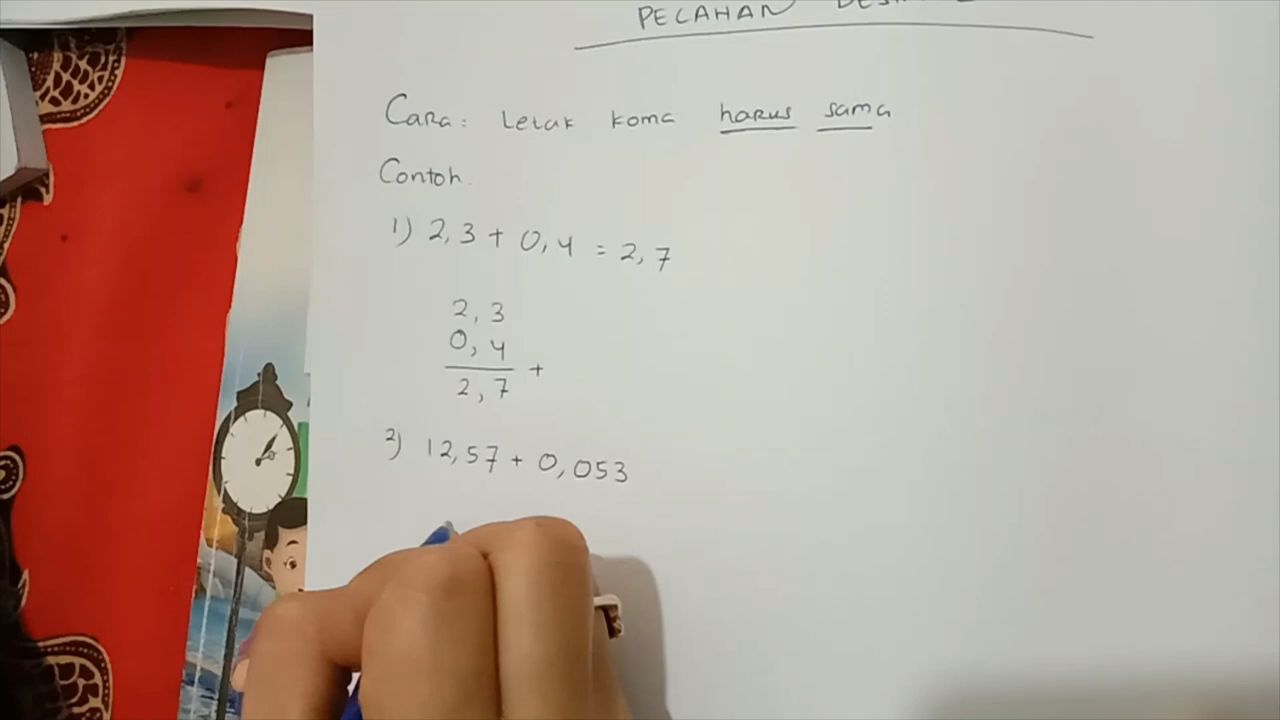 PECAHAN
Cara: Letak koma harus sama
Contoh.
1) 2,3 + 0,4 = 2,7
2,3
0,4
+
2,7
2) 12,57 + 0,053